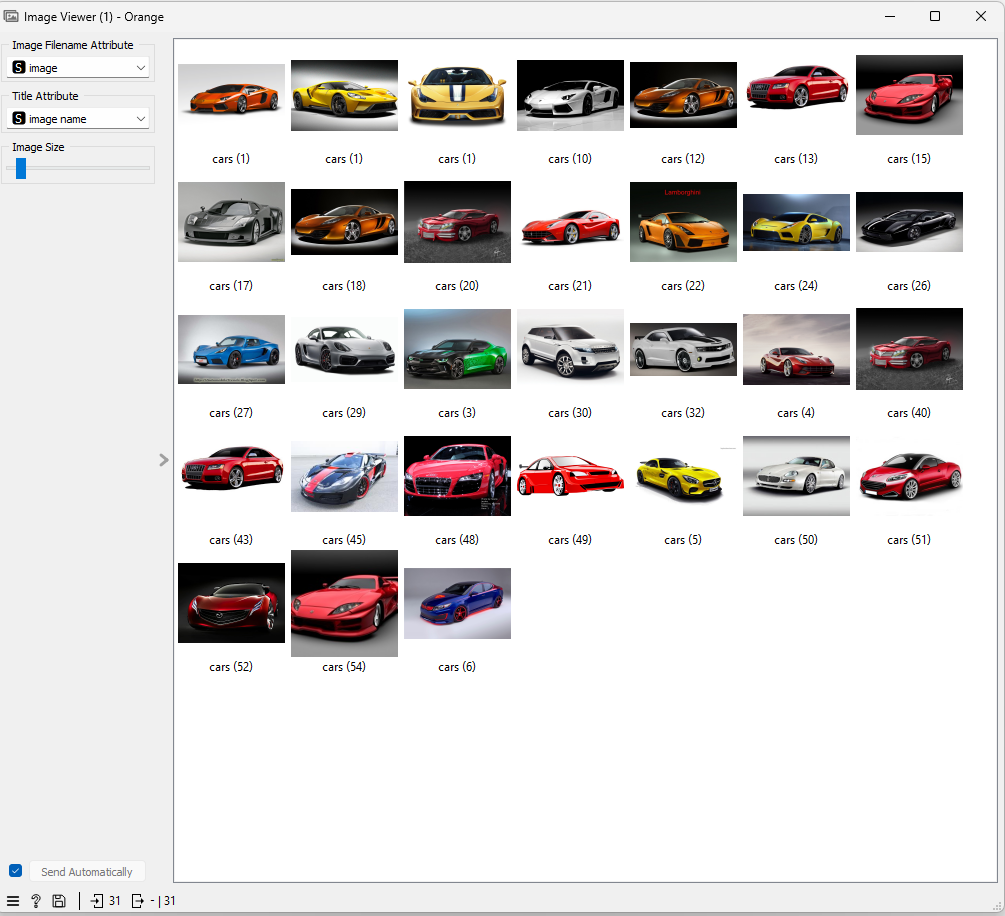 Image Viewer (1) - Orange
Image Filename Attribute
S image
Title Attribute
S image name
Image Size
cars (1) cars (1) cars (1) cars (10) cars (12) cars (13) cars (15)
Lamborghini
cars (17) cars (18) cars (20) cars (21) cars (22) cars (24) cars (26)
cars (27) cars (29) cars (3) cars (30) cars (32) cars (4) cars (40)
cars (43) cars (45) cars (48) cars (49) cars (5) cars (50) cars (51)
cars (52) cars (54) cars (6)
Send Automatically
? 31 - | 31